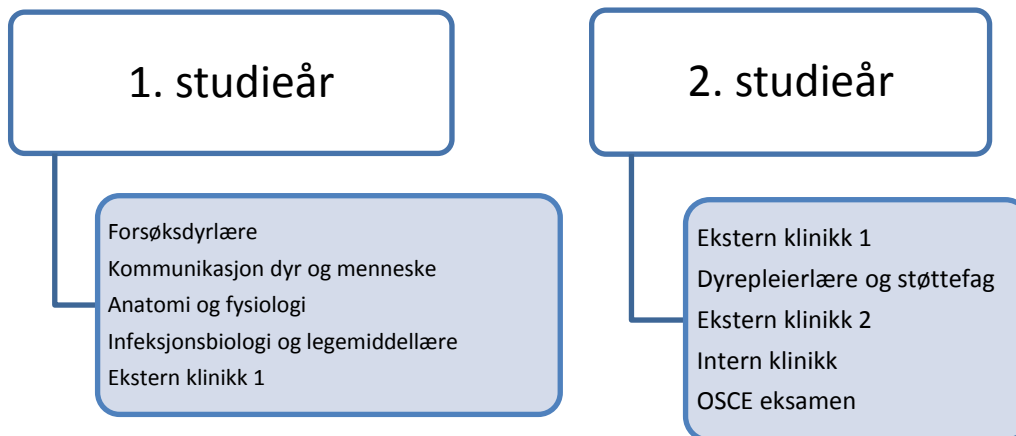 1. studieår
Forsøksdyrlære
Kommunikasjon dyr og menneske
Anatomi og fysiologi
Infeksjonsbiologi og legemiddellære
Ekstern klinikk 1
2. studieår
Ekstern klinikk 1
Dyrepleierlære og støttefag
Ekstern klinikk 2
Intern klinikk
OSCE eksamen